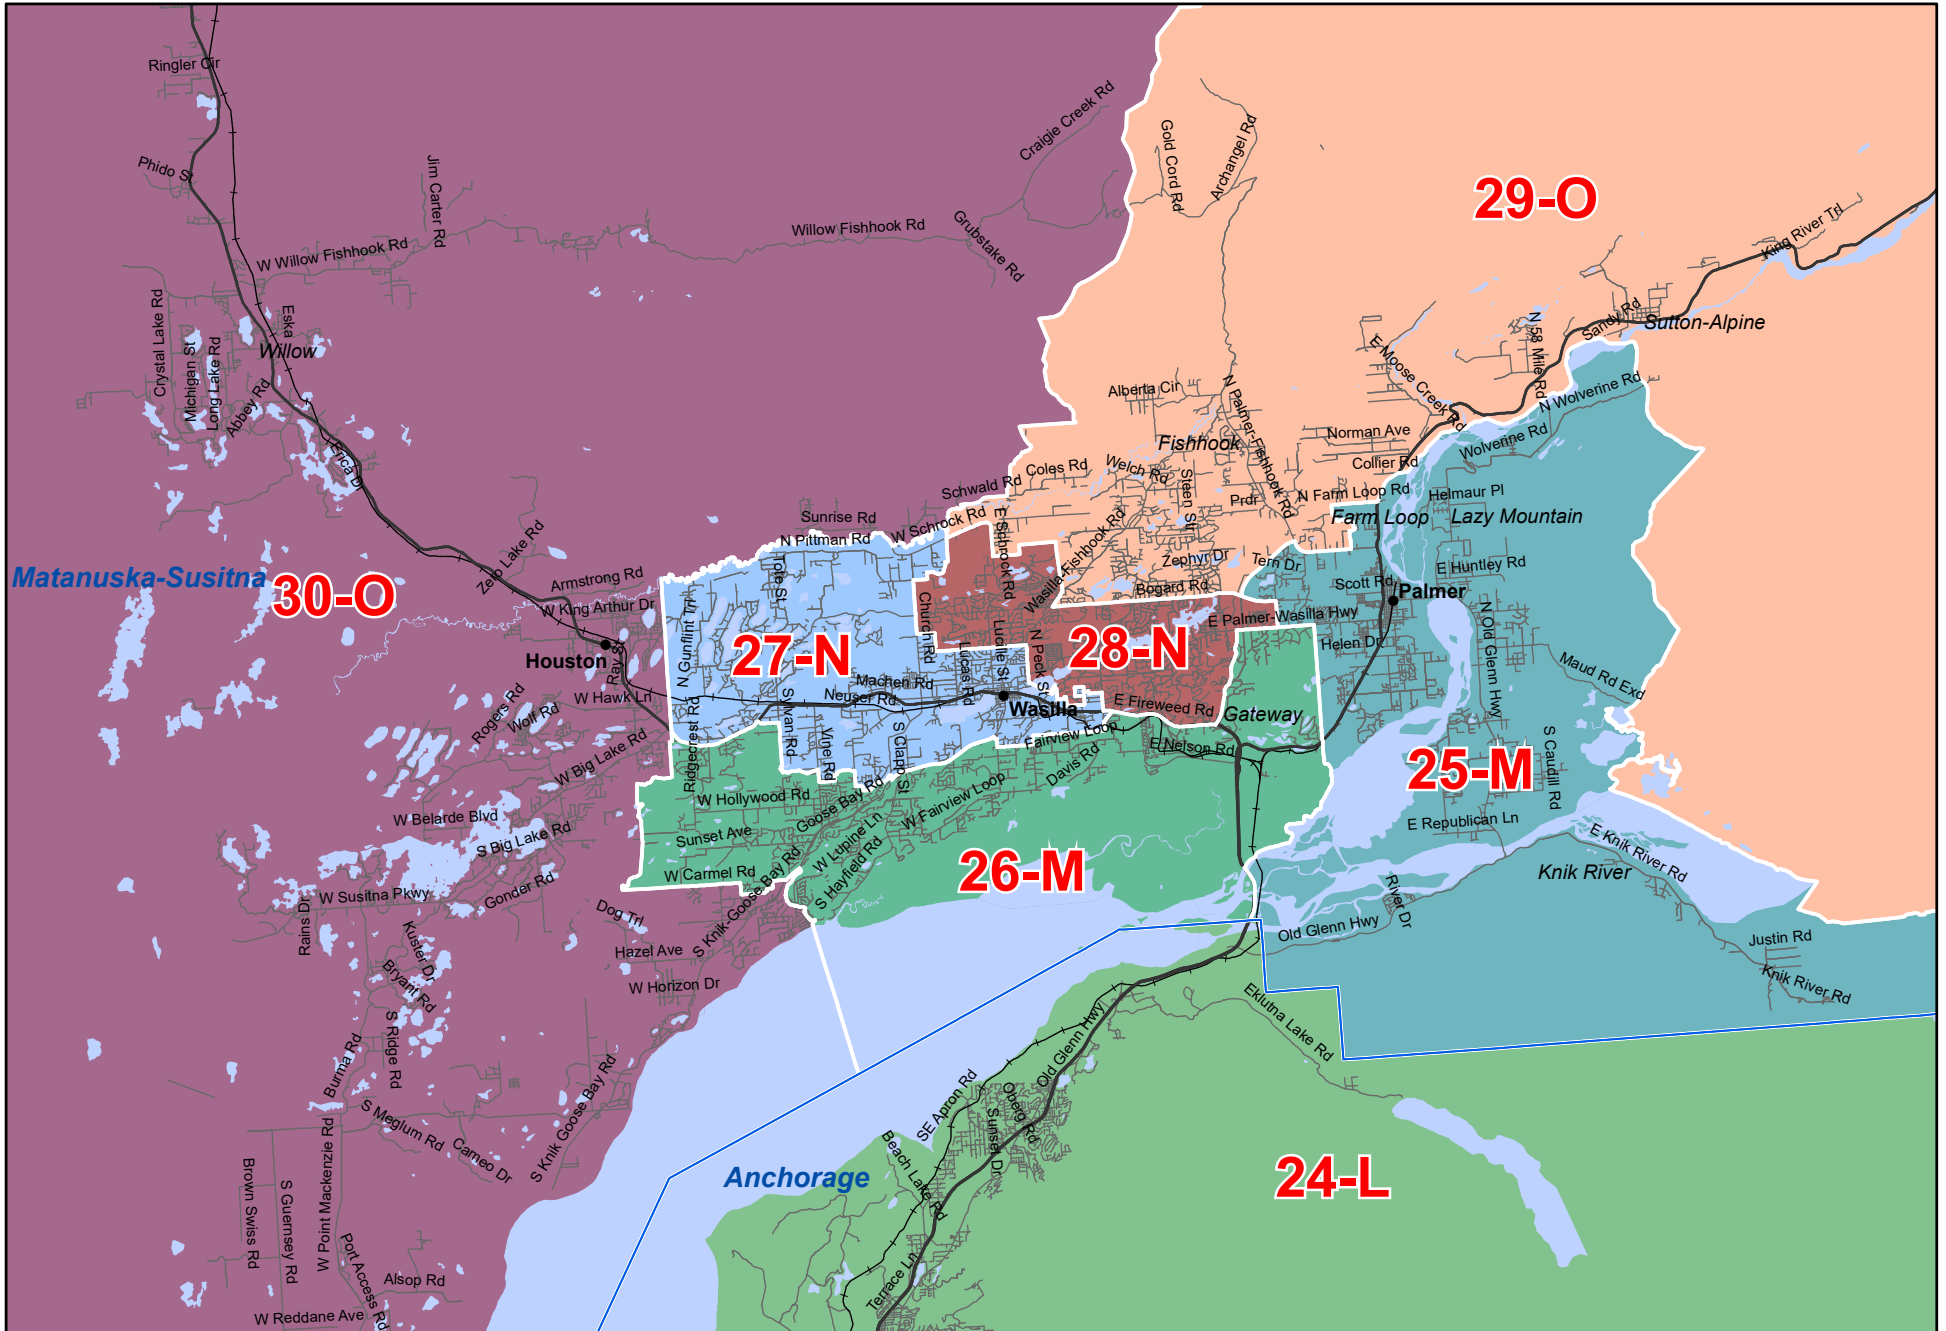 Ringler Cir
Phido St
Jim Carter Rd
Craigie Creek Rd
Gold Cord Rd
Archangel Rd
29-O
Willow Fishhook Rd
Grubstake Rd
W Willow Fishhook Rd
King River Trl
Crystal Lake Rd
Michigan St
Long Lake Rd
Eska
Willow
Abbey Rd
Erica Dr
Sandy Rd
Sutton-Alpine
N 58 Mile Rd
E Moose Creek Rd
N Wolverine Rd
Wolverine Rd
Alberta Cir
N Palmer-Fishhook Rd
Norman Ave
Fishhook
Collier Rd
Coles Rd
Welch Rd
Steen Str
Schwald Rd
Prdr
N Farm Loop Rd
Helmaur Pl
Farm Loop
Lazy Mountain
Sunrise Rd
W Schrock Rd
E Schrock Rd
N Pittman Rd
Wasilla-Fishhook Rd
Zephyr Dr
Tern Dr
E Huntley Rd
Zero Lake Rd
Armstrong Rd
Tote St
Bogard Rd
Scott Rd
Palmer
Matanuska-Susitna
30-O
W King Arthur Dr
N Gunflint Trl
Church Rd
E Palmer-Wasilla Hwy
Helen Dr
N Old Glenn Hwy
Houston
Ray St
27-N
Lucille St
Lucas Rd
N Peck St
28-N
Maud Rd Exd
W Hawk Ln
Machen Rd
Neuser Rd
Wasilla
E Fireweed Rd
Gateway
Rogers Rd
Wolf Rd
Ridgecrest Rd
Sylvan Rd
Vine Rd
S Clapp St
Fairview Loop
E Nelson Rd
S Caudill Rd
W Big Lake Rd
Davis Rd
25-M
W Hollywood Rd
Goose Bay Rd
W Fairview Loop
W Belarde Blvd
S Big Lake Rd
Sunset Ave
W Lupine Ln
E Republican Ln
W Carmel Rd
S Hayfield Rd
26-M
E Knik River Rd
Knik River
W Susitna Pkwy
Gonder Rd
Dog Trl
S Knik-Goose Bay Rd
River Dr
Rains Dr
Kuster Dr
Hazel Ave
Old Glenn Hwy
Justin Rd
Bryant Rd
W Horizon Dr
Knik River Rd
Eklutna Lake Rd
S Ridge Rd
Burma Rd
Old Glenn Hwy
SE Apron Rd
Oberg Rd
Sunset Dr
S Meglum Rd
Cameo Dr
S Knik Goose Bay Rd
Beach Lake Rd
Anchorage
24-L
Brown Swiss Rd
S Guernsey Rd
W Point Mackenzie Rd
Port Access Rd
Alsop Rd
Terrace Ln
W Reddane Ave